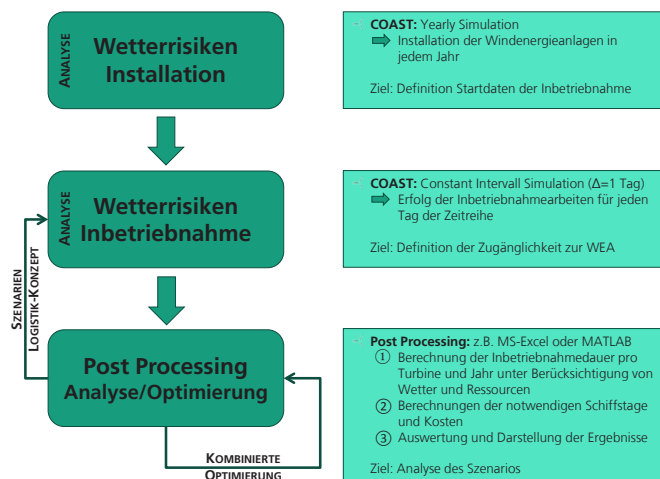 ANALYSE
Wetterrisiken
Installation
COAST: Yearly Simulation
Installation der Windenergieanlagen in
jedem Jahr
Ziel: Definition Startdaten der Inbetriebnahme
ANALYSE
Wetterrisiken
Inbetriebnahme
COAST: Constant Intervall Simulation (Δ=1 Tag)
Erfolg der Inbetriebnahmearbeiten für jeden
Tag der Zeitreihe
Ziel: Definition der Zugänglichkeit zur WEA
SZENARIEN
LOGISTIK-KONZEPT
Post Processing
Analyse/Optimierung
Post Processing: z.B. MS-Excel oder MATLAB
① Berechnung der Inbetriebnahmedauer pro
Turbine und Jahr unter Berücksichtigung von
Wetter und Ressourcen
② Berechnungen der notwendigen Schiffstage
und Kosten
③ Auswertung und Darstellung der Ergebnisse
Ziel: Analyse des Szenarios
KOMBINIERTE
OPTIMIERUNG